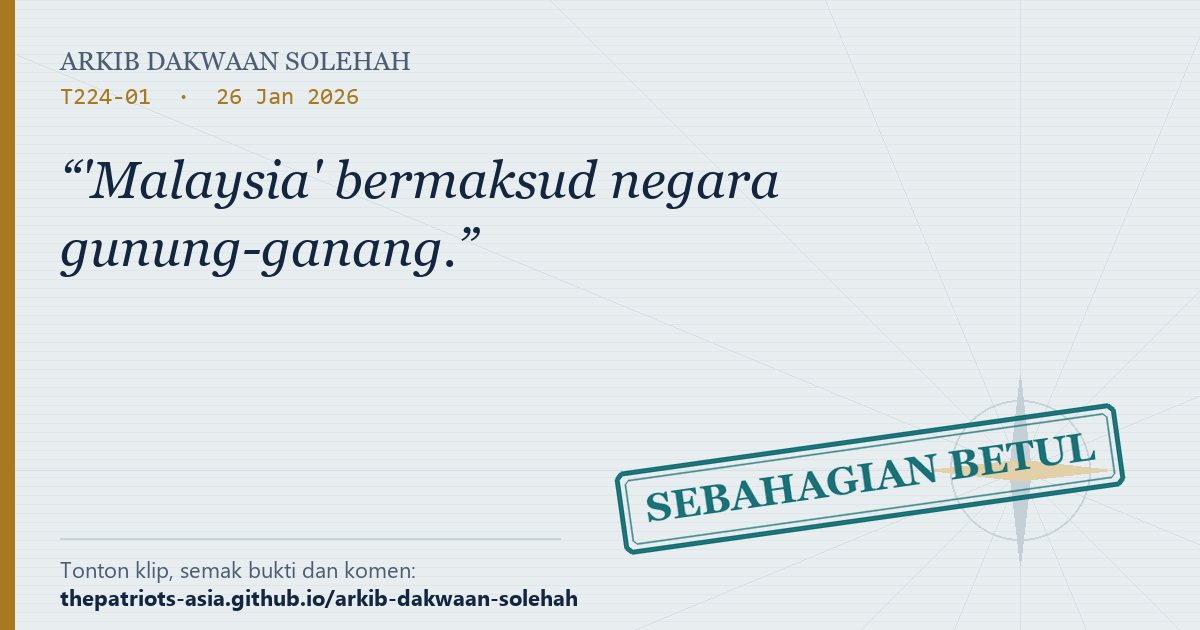 ARKIB DAKWAAN SOLEHAH
T224-01 · 26 Jan 2026
“'Malaysia' bermaksud negara
gunung-ganang.”
SEBAHAGIAN BETUL
Tonton klip, semak bukti dan komen:
thepatriots-asia.github.io/arkib-dakwaan-solehah